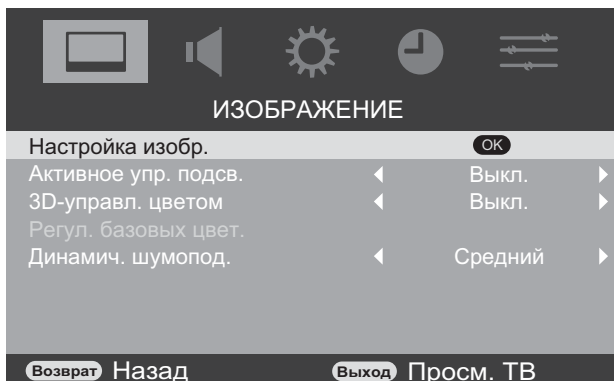 ИЗОБРАЖЕНИЕ
Настройка изобр. OK
Активное упр. подсв. Выкл.
3D-управл. цветом Выкл.
Регул. базовых цвет.
Динамич. шумопод. Средний
Возврат Назад Выход Просм. ТВ